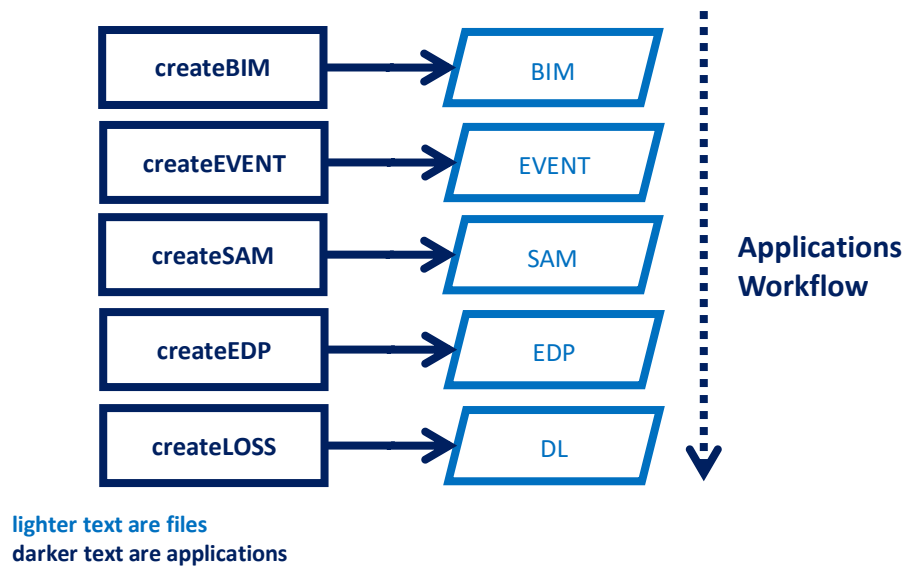 createBIM
BIM
createEVENT
EVENT
createSAM
SAM
Applications
Workflow
createEDP
EDP
createLOSS
DL
lighter text are files
darker text are applications